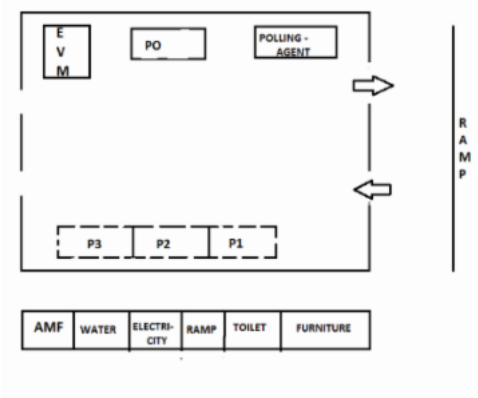 E
V
M
PO
POLLING -
AGENT
R
A
M
P
P3
P2
P1
AMF
WATER
ELECTRI-
CITY
RAMP
TOILET
FURNITURE